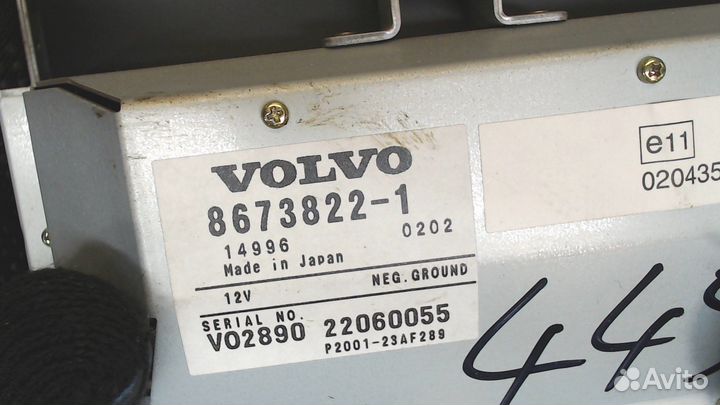 VOLVO
8673822-1
14996 0202
Made in Japan
12V NEG. GROUND
SERIAL NO.
VO2890 22060055
P2001-23AF289
e11
020435
44
Avito